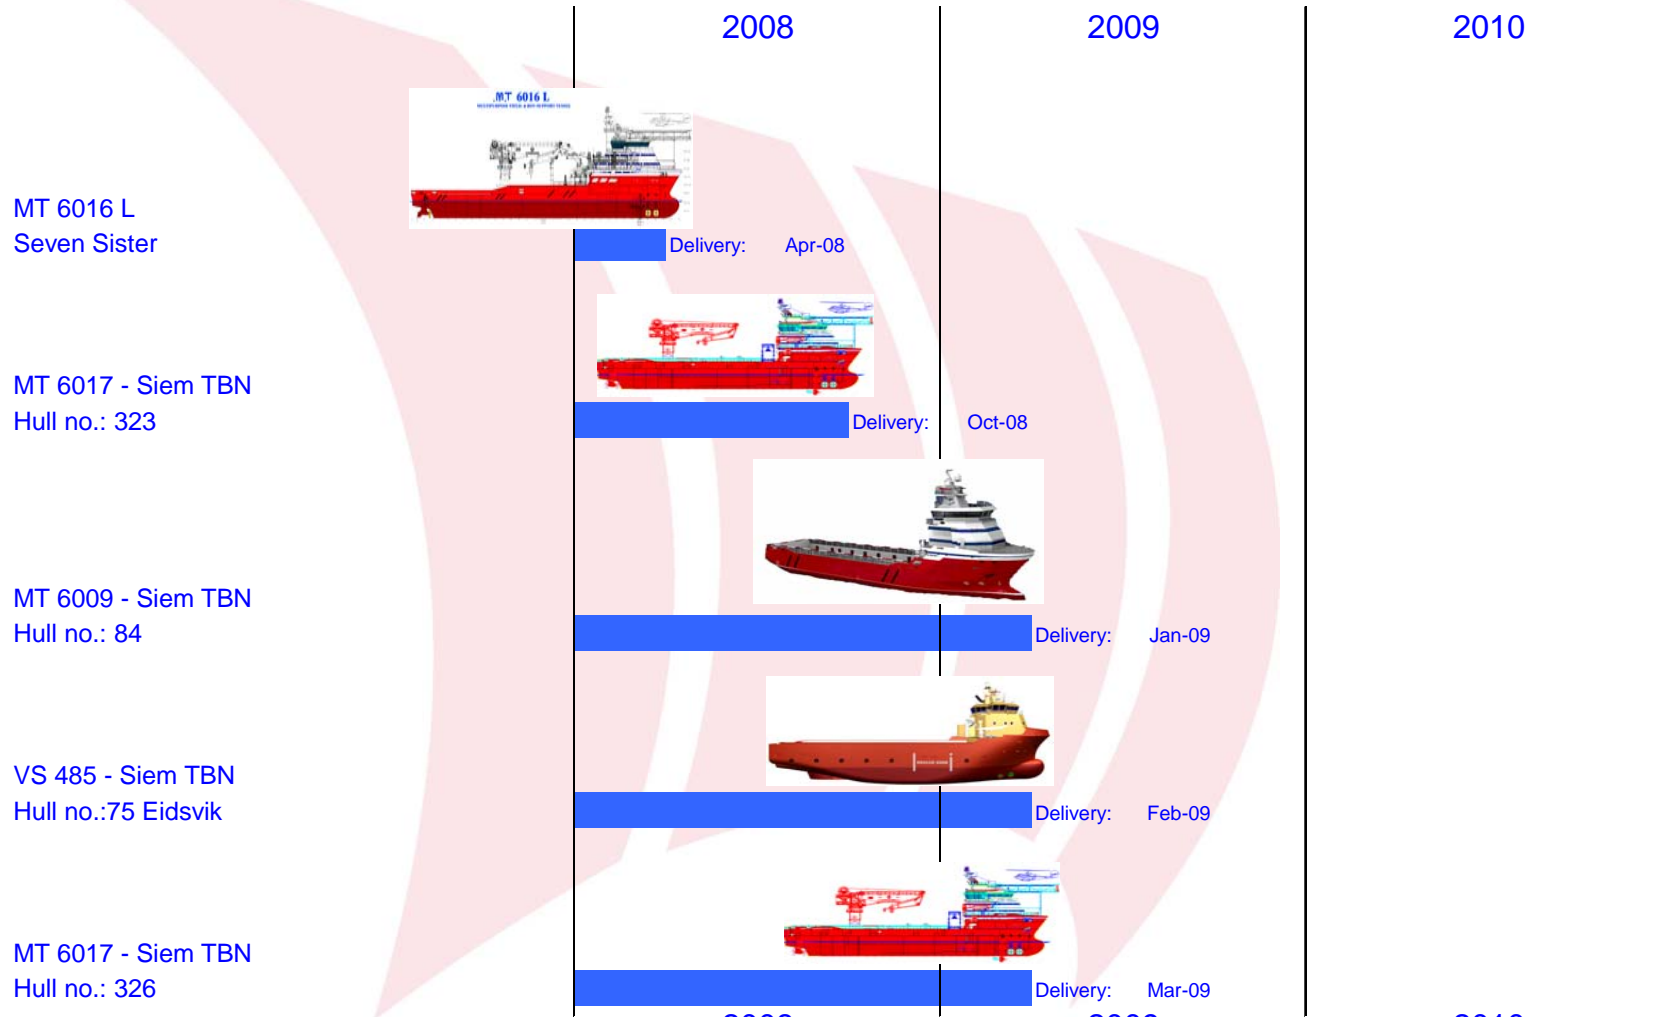 2008 2009 2010
MT 6016 L
MT 6016 L
Seven Sister
Delivery: Apr-08
MT 6017 - Siem TBN
Hull no.: 323
Delivery: Oct-08
MT 6009 - Siem TBN
Hull no.: 84
Delivery: Jan-09
VS 485 - Siem TBN
Hull no.:75 Eidsvik
Delivery: Feb-09
MT 6017 - Siem TBN
Hull no.: 326
Delivery: Mar-09